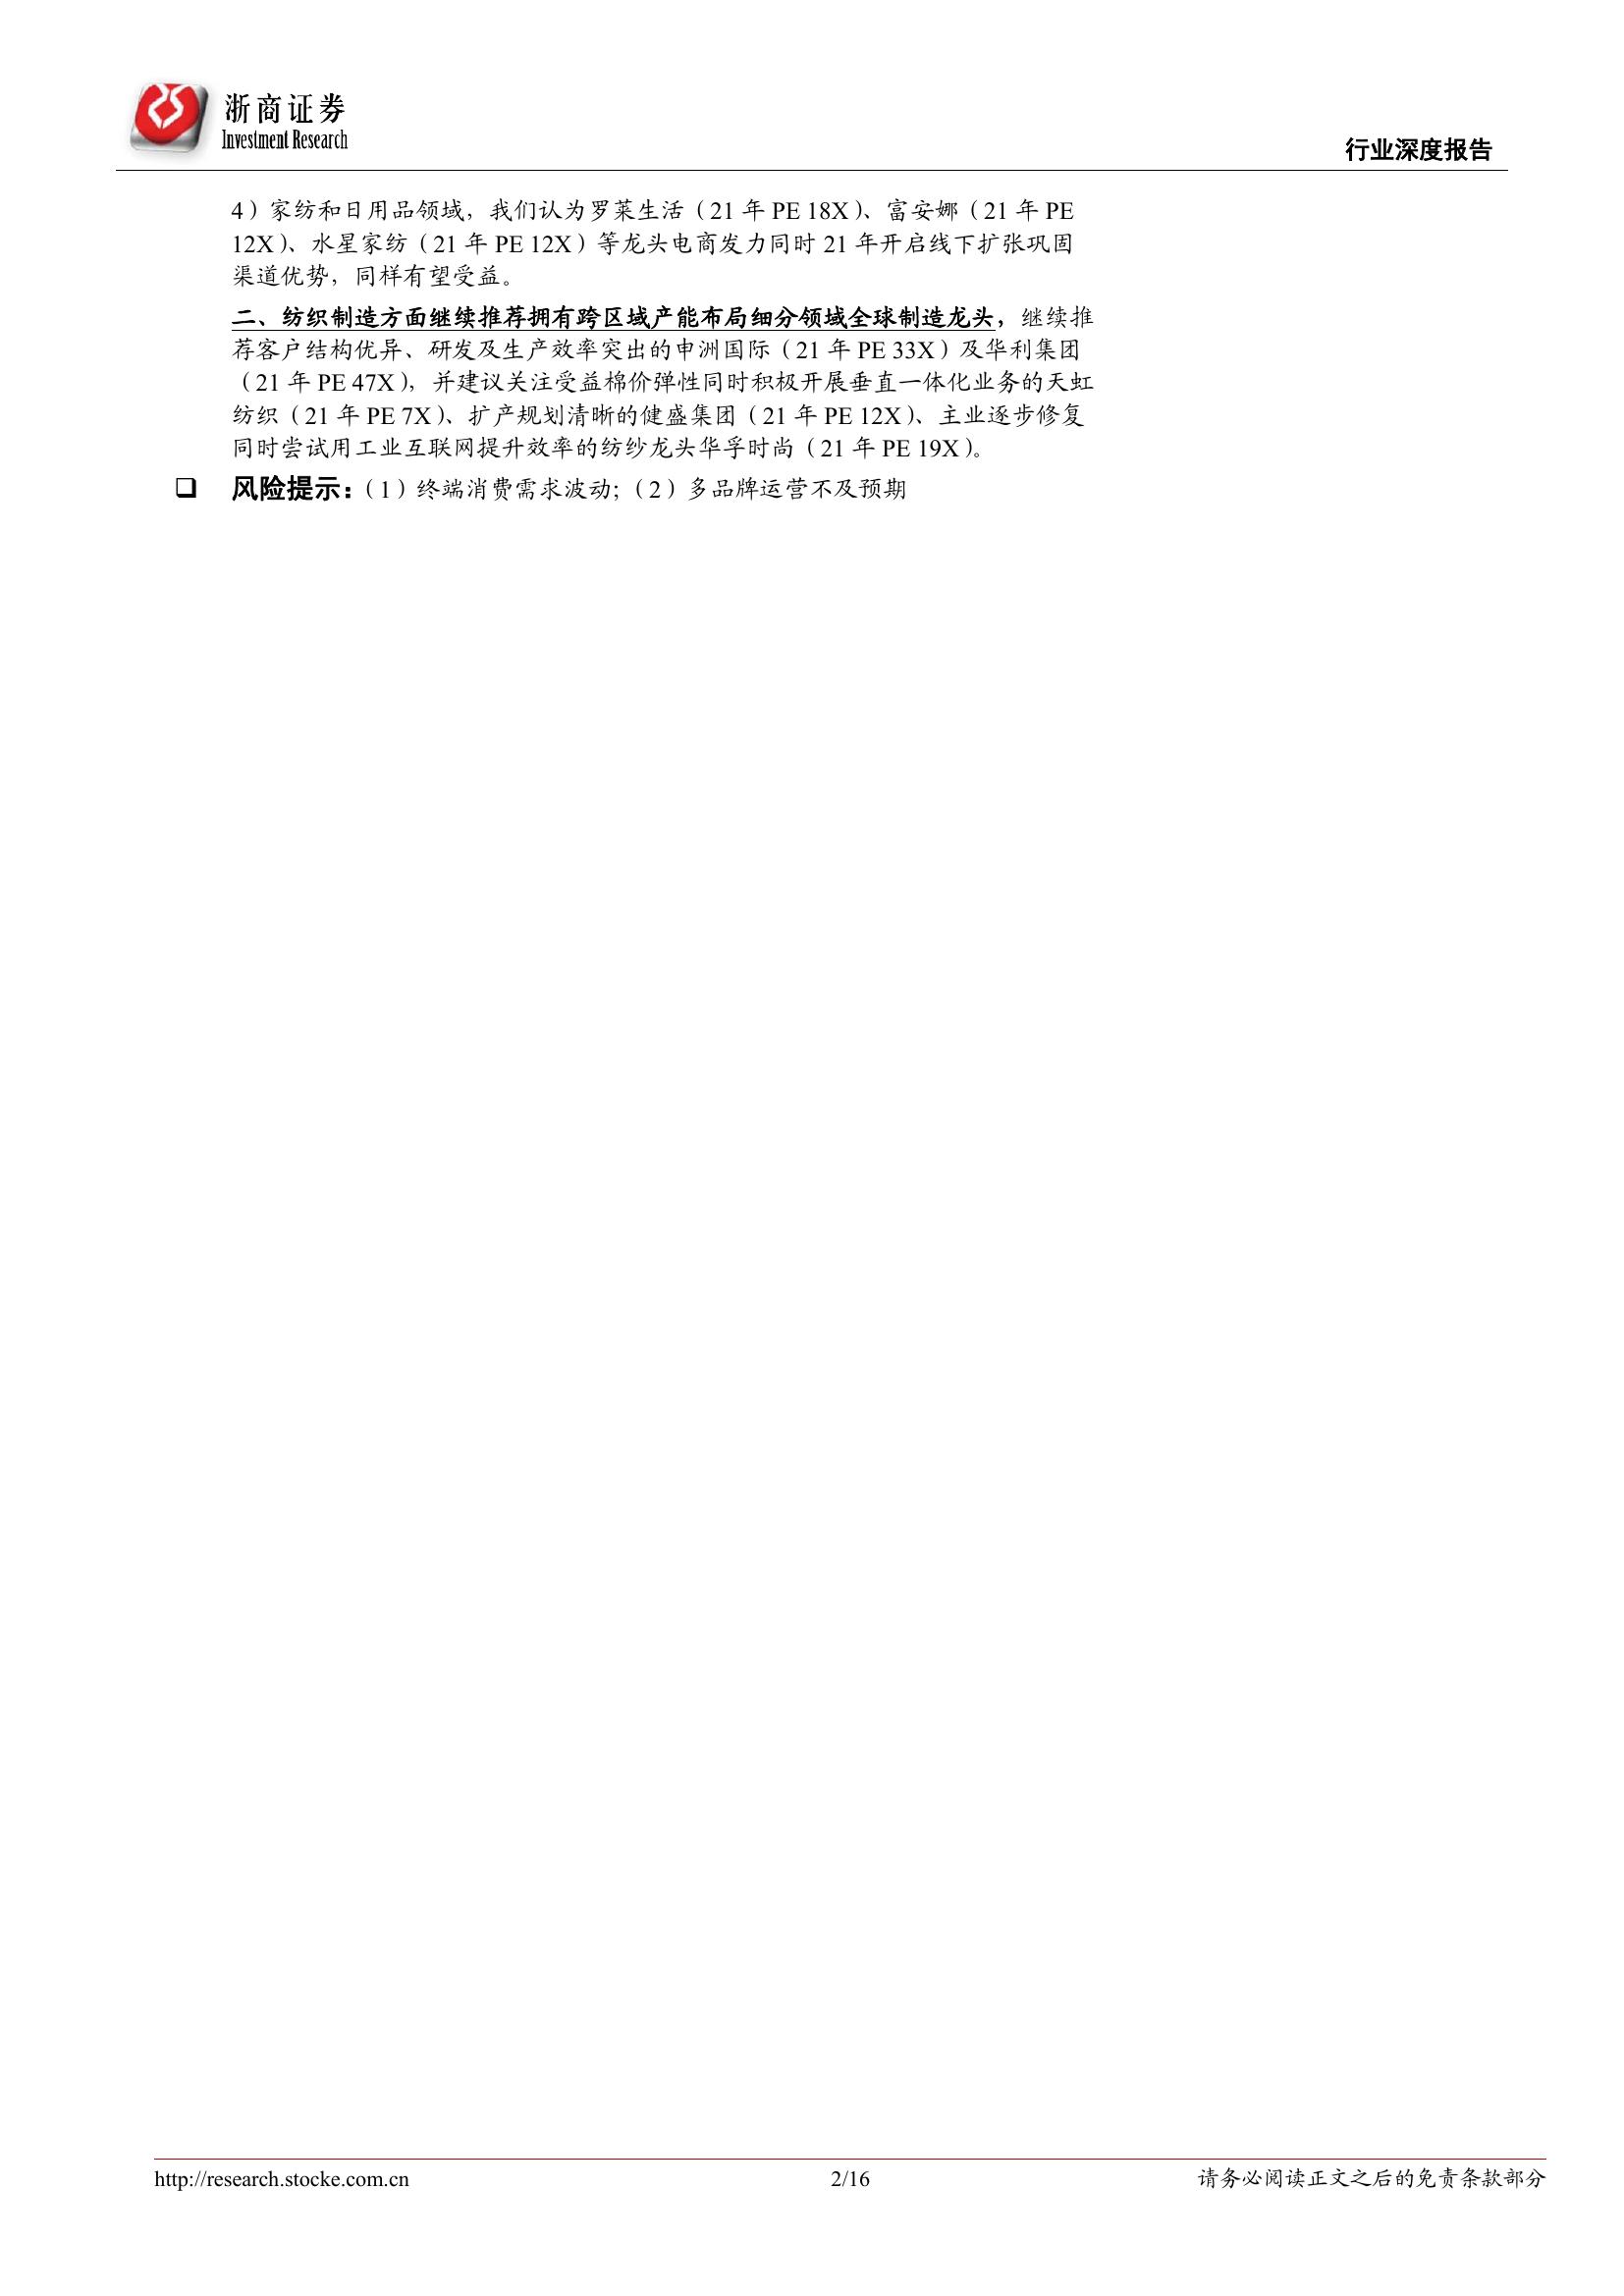 浙商证券
Investment Research
行业深度报告
4）家纺和日用品领域，我们认为罗莱生活（21 年 PE 18X）、富安娜（21 年 PE
12X）、水星家纺（21 年 PE 12X）等龙头电商发力同时 21 年开启线下扩张巩固
渠道优势，同样有望受益。
二、纺织制造方面继续推荐拥有跨区域产能布局细分领域全球制造龙头，继续推
荐客户结构优异、研发及生产效率突出的申洲国际（21 年 PE 33X）及华利集团
（21 年 PE 47X），并建议关注受益棉价弹性同时积极开展垂直一体化业务的天虹
纺织（21 年 PE 7X）、扩产规划清晰的健盛集团（21 年 PE 12X）、主业逐步修复
同时尝试用工业互联网提升效率的纺纱龙头华孚时尚（21 年 PE 19X）。
❑ 风险提示：（1）终端消费需求波动；（2）多品牌运营不及预期
http://research.stocke.com.cn 2/16 请务必阅读正文之后的免责条款部分